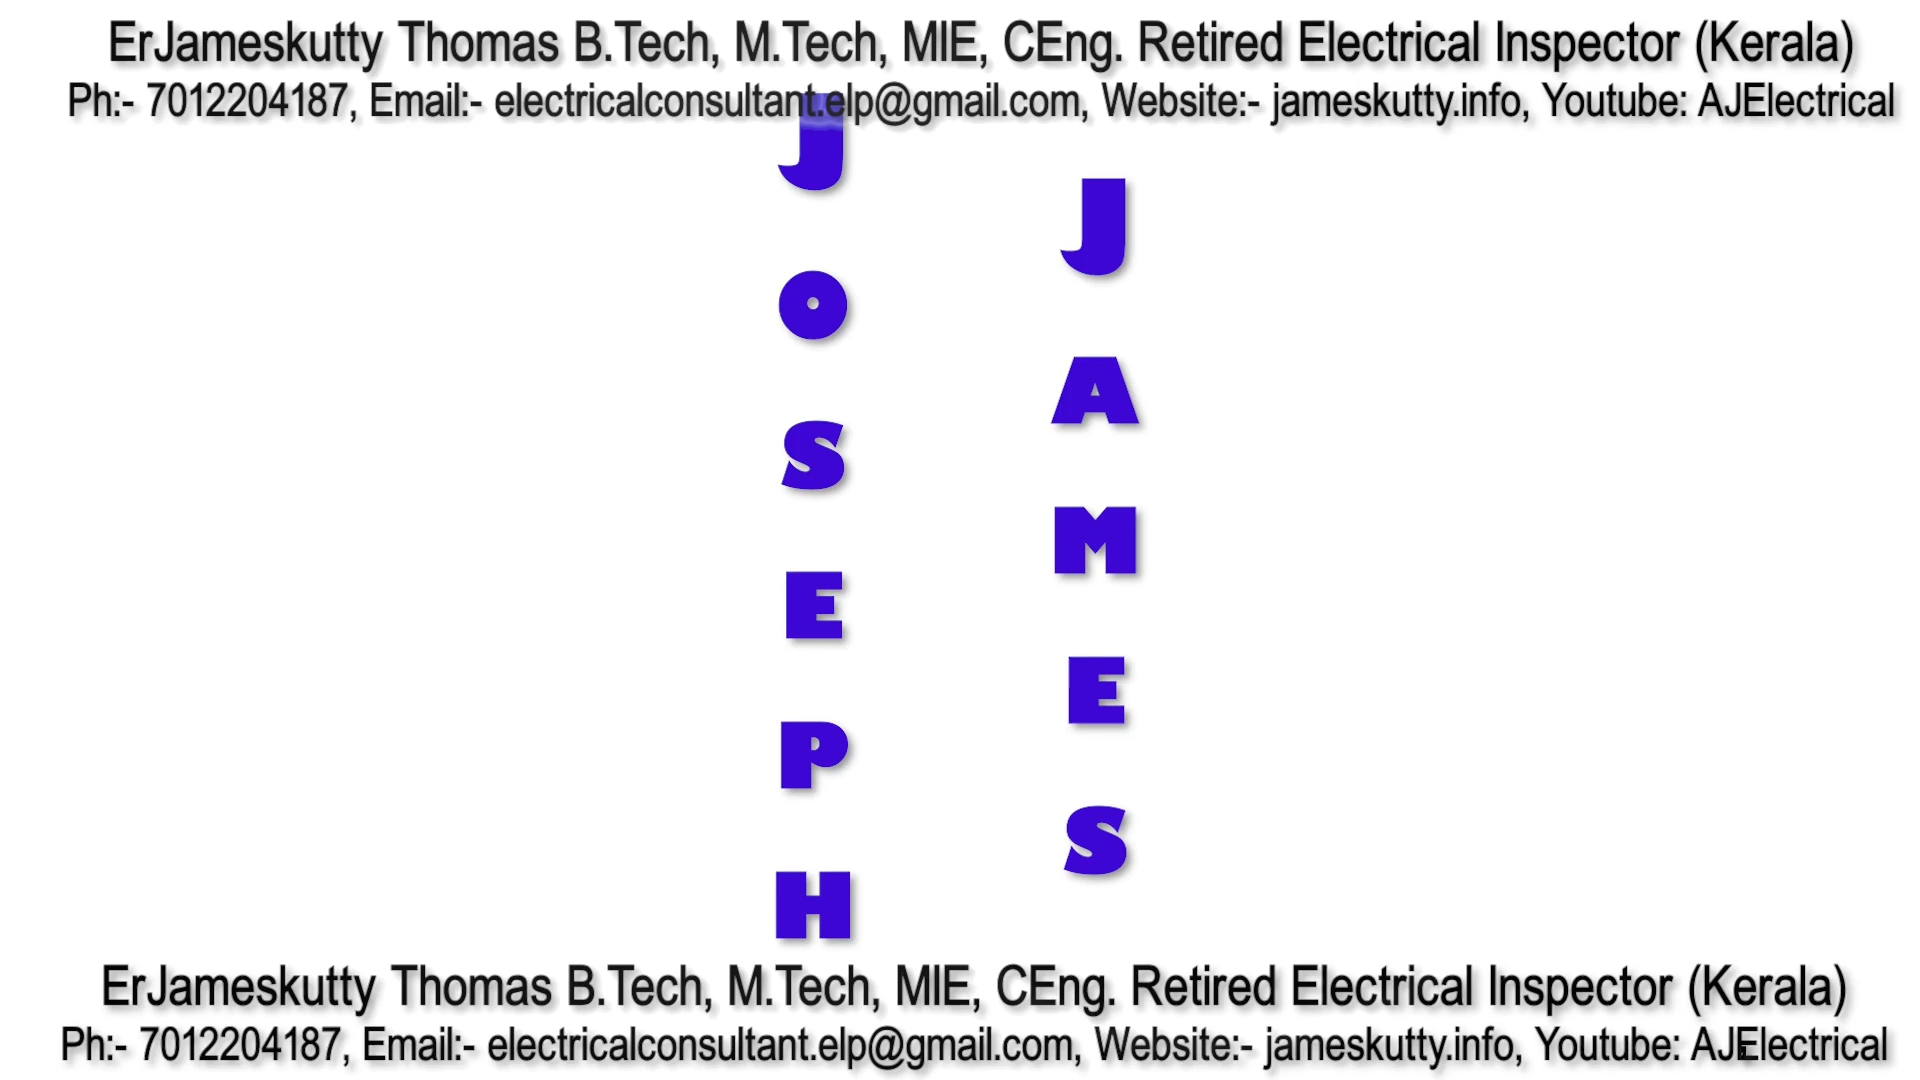 ErJameskutty Thomas B.Tech, M.Tech, MIE, CEng. Retired Electrical Inspector (Kerala)
Ph:- 7012204187, Email:- electricalconsultant.elp@gmail.com, Website:- jameskutty.info, Youtube: AJElectrical
JOSEPH
JAMES
ErJameskutty Thomas B.Tech, M.Tech, MIE, CEng. Retired Electrical Inspector (Kerala)
Ph:- 7012204187, Email:- electricalconsultant.elp@gmail.com, Website:- jameskutty.info, Youtube: AJElectrical